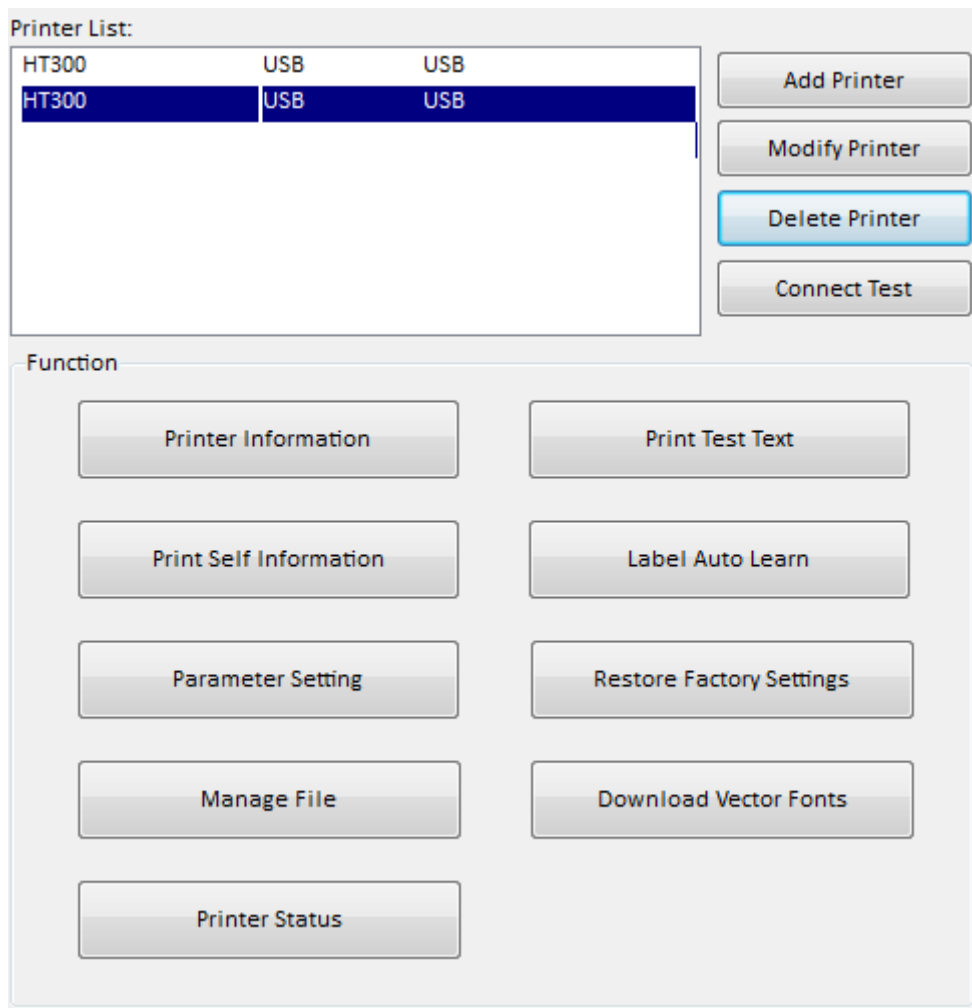 Printer List:
HT300 USB USB
HT300 USB USB
Add Printer
Modify Printer
Delete Printer
Connect Test
Function
Printer Information
Print Test Text
Print Self Information
Label Auto Learn
Parameter Setting
Restore Factory Settings
Manage File
Download Vector Fonts
Printer Status